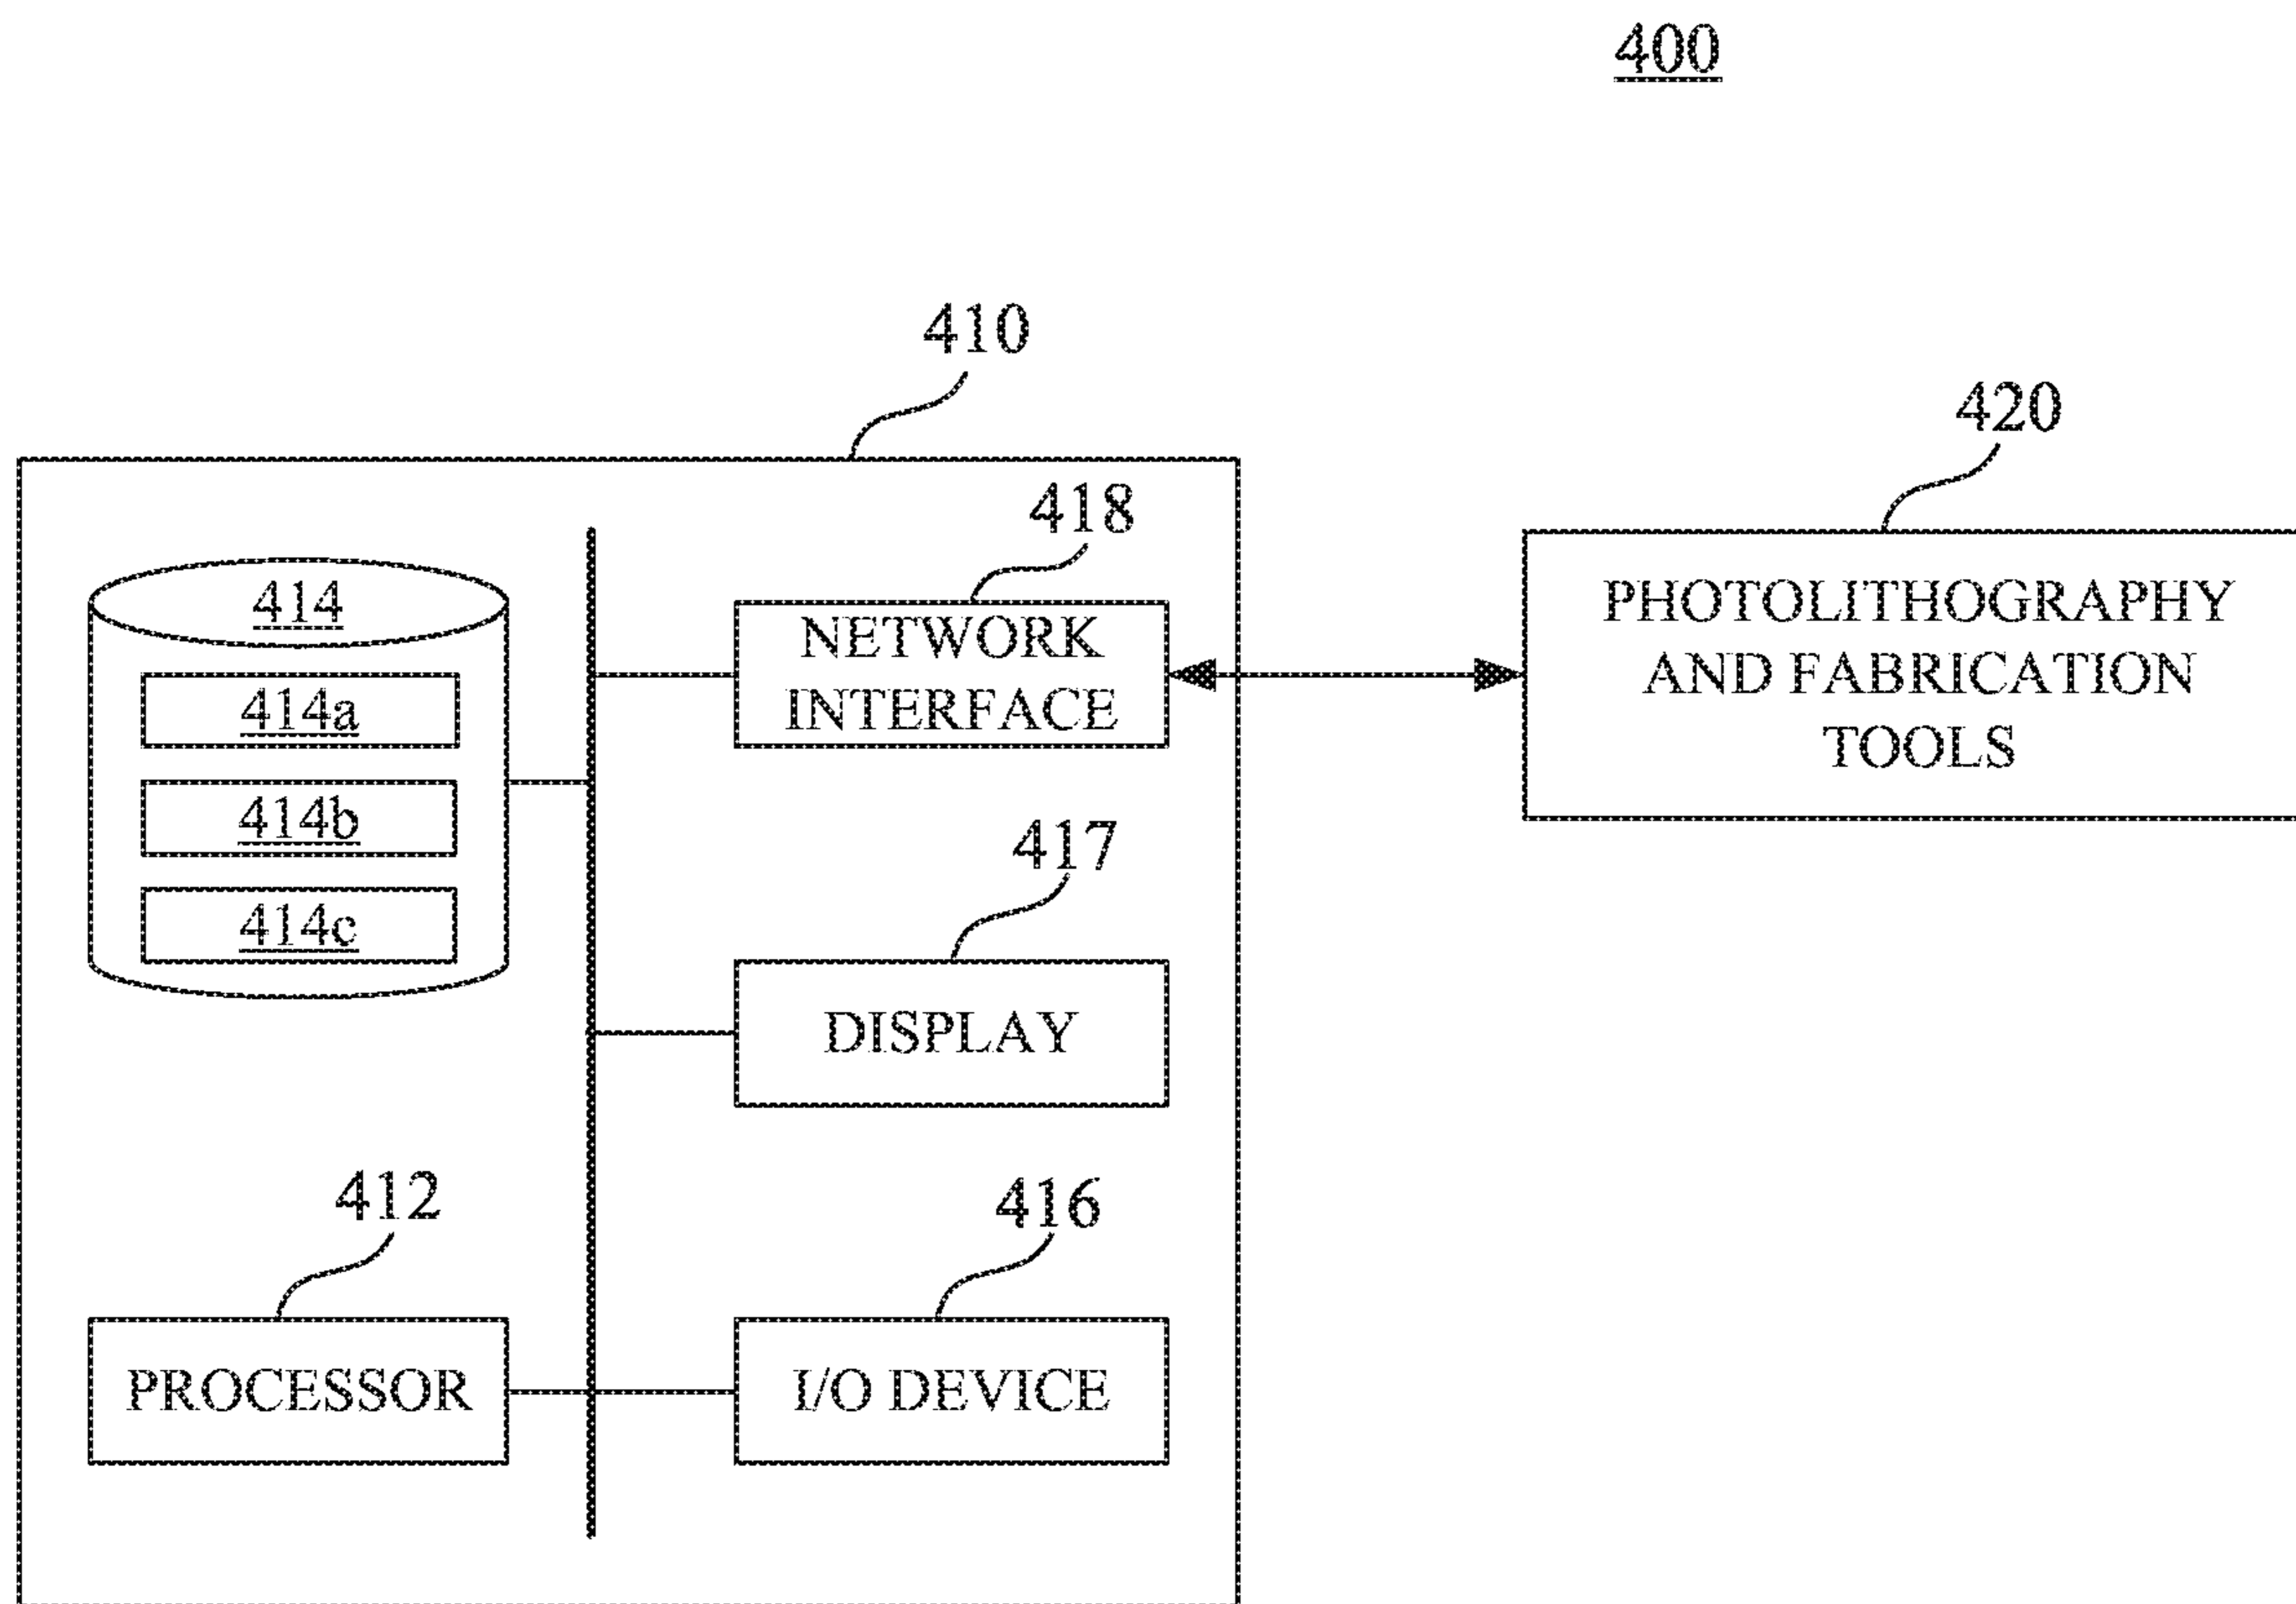 400
410
420
418
414
NETWORK
INTERFACE
PHOTOLITHOGRAPHY
AND FABRICATION
TOOLS
414a
414b
414c
417
DISPLAY
412
416
PROCESSOR
I/O DEVICE